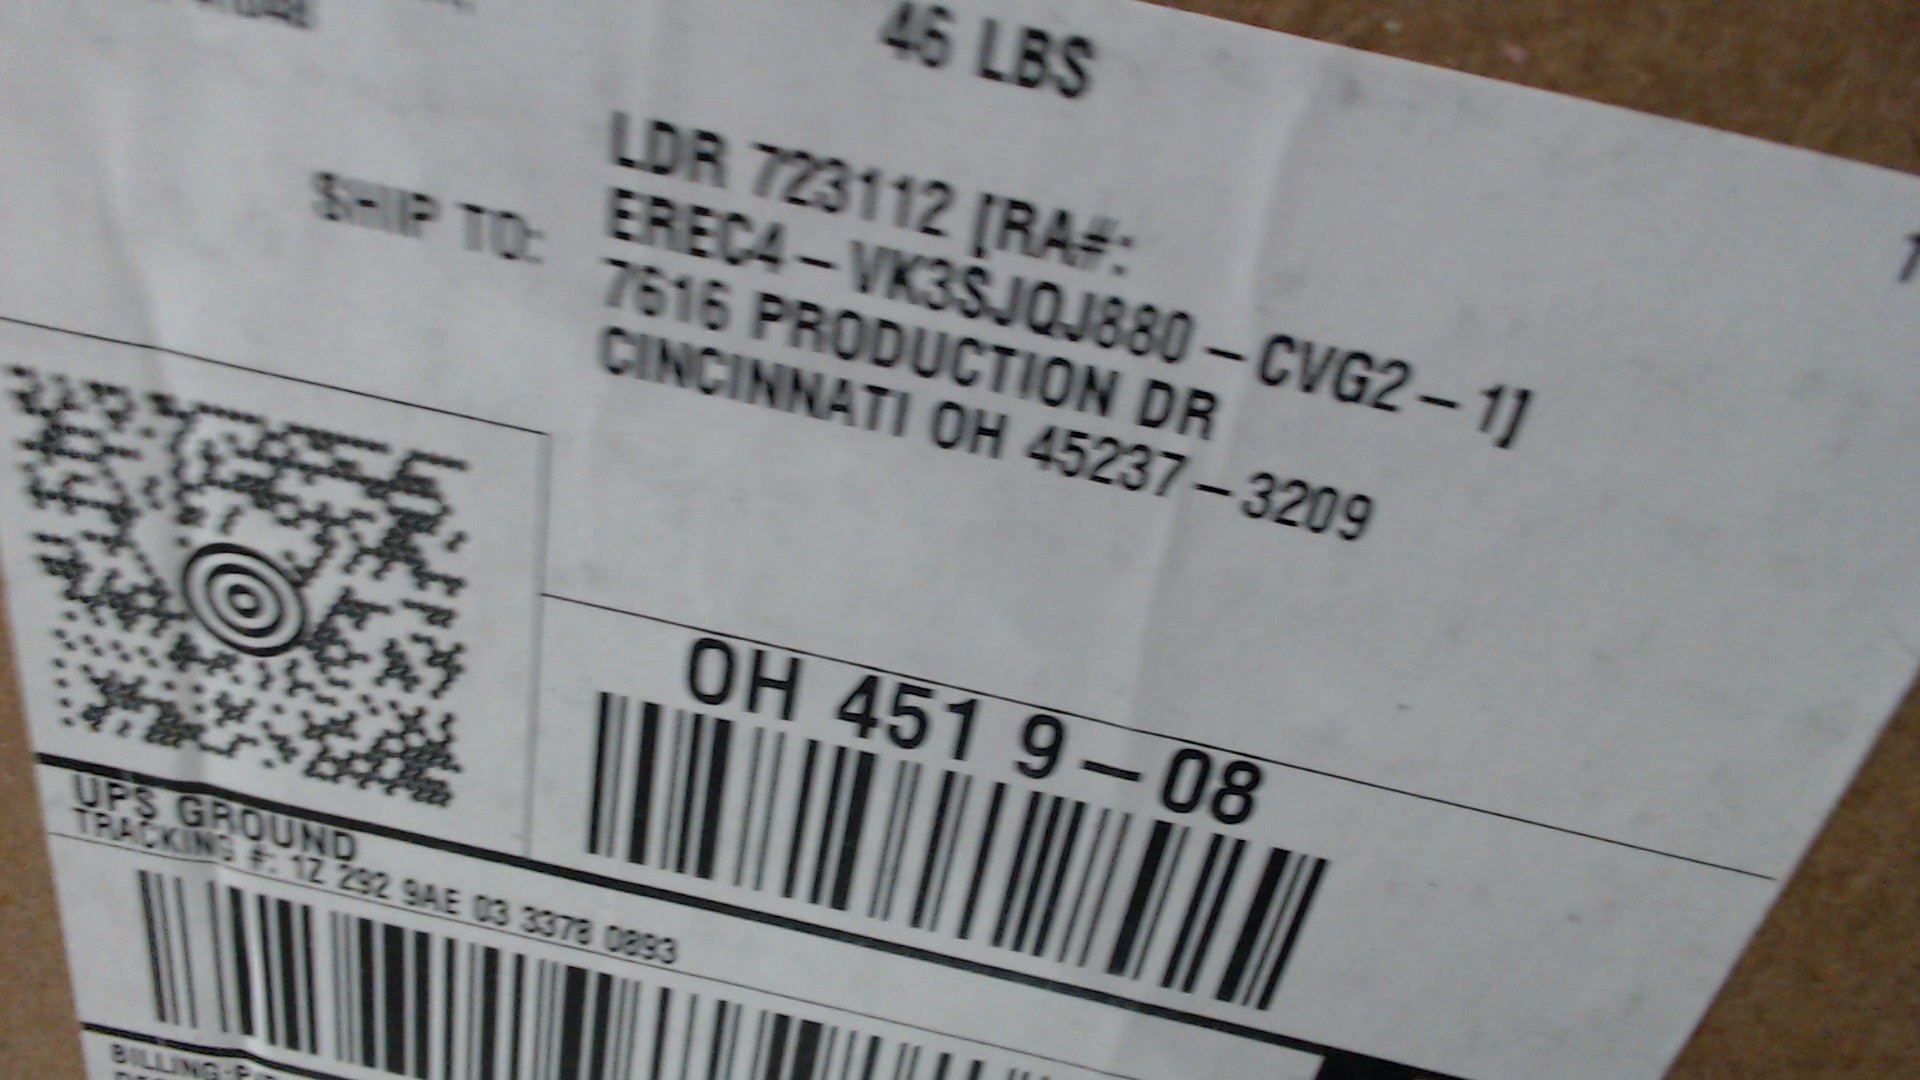 46 LBS
LDR 723112 [RA#:
SHIP TO:
EREC4-VK3SJQJ880-CVG2-1]
7616 PRODUCTION DR
CINCINNATI OH 45237-3209
OH 451 9-08
UPS GROUND
TRACKING #: 1Z 292 9AE 03 3378 0893